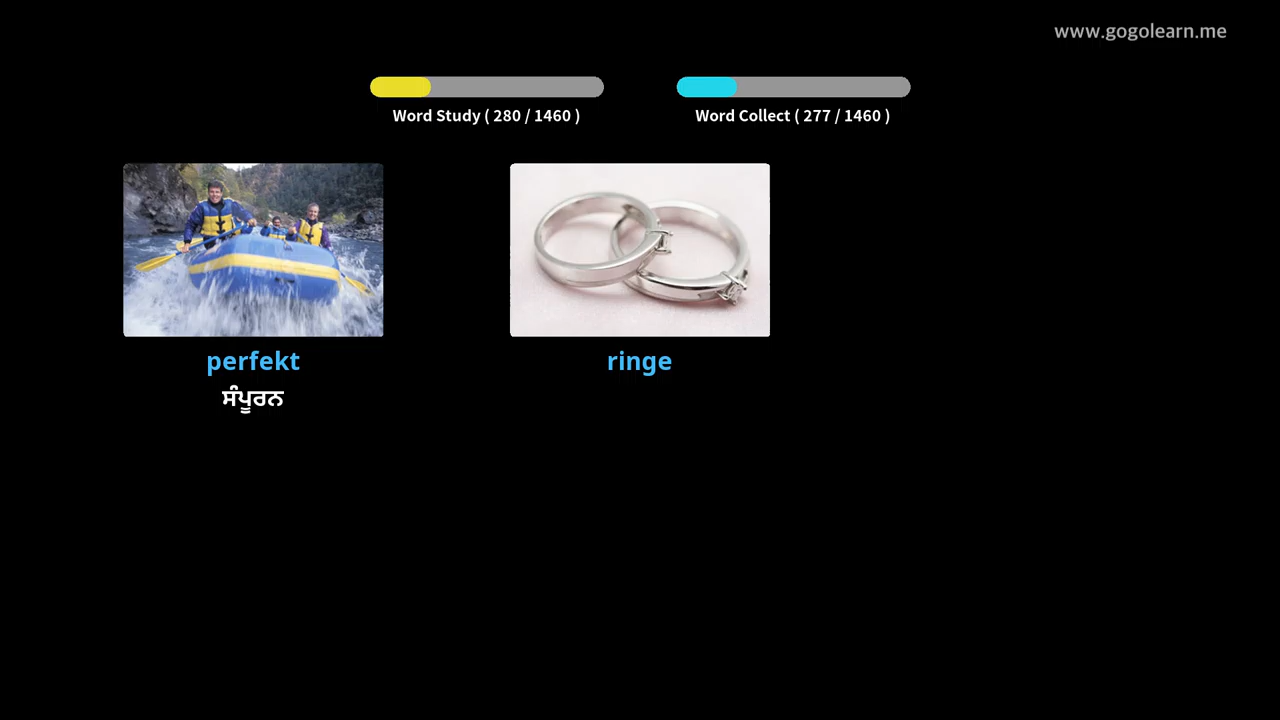 www.gogolearn.me
Word Study ( 280 / 1460 )
Word Collect ( 277 / 1460 )
perfekt
ਸੰਪੂਰਨ
ringe